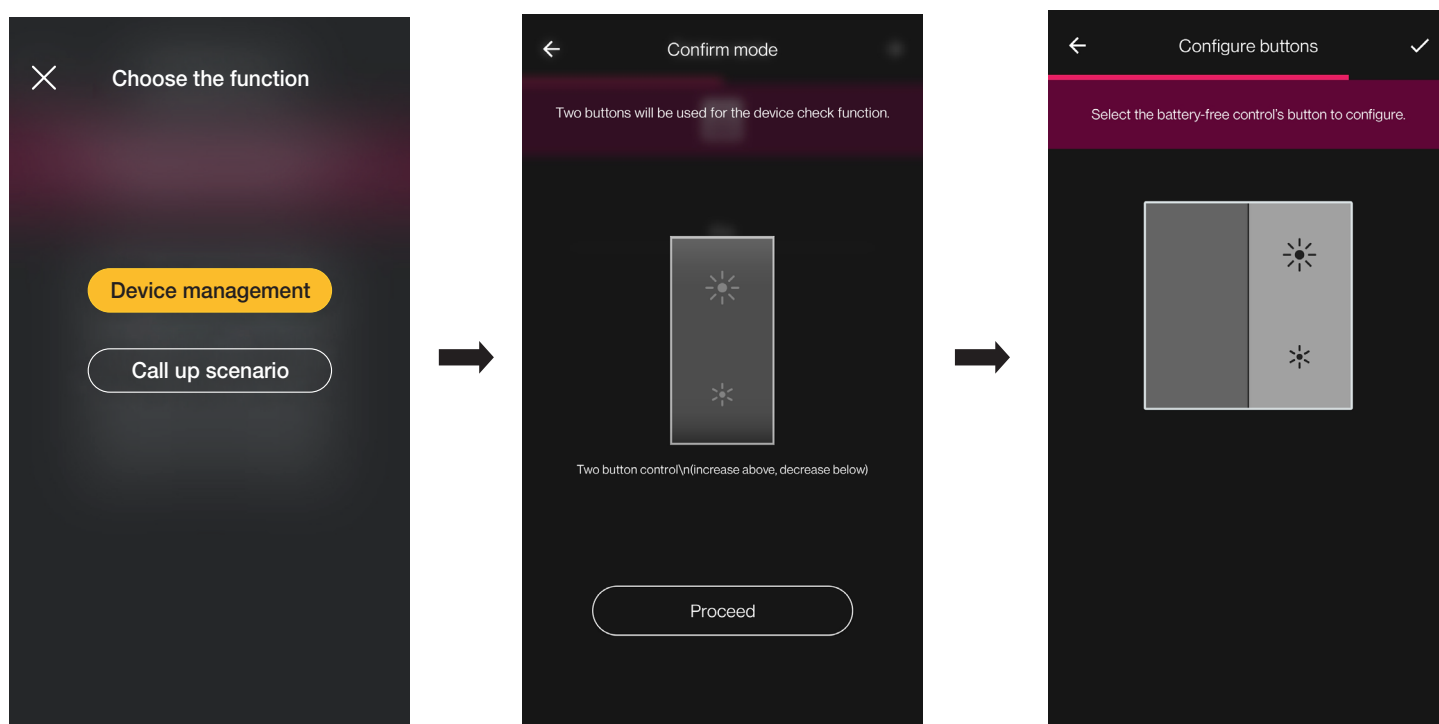 Choose the function
Device management
Call up scenario
Confirm mode
Two buttons will be used for the device check function.
Two button control\n(increase above, decrease below)
Proceed
Configure buttons
Select the battery-free control's button to configure.